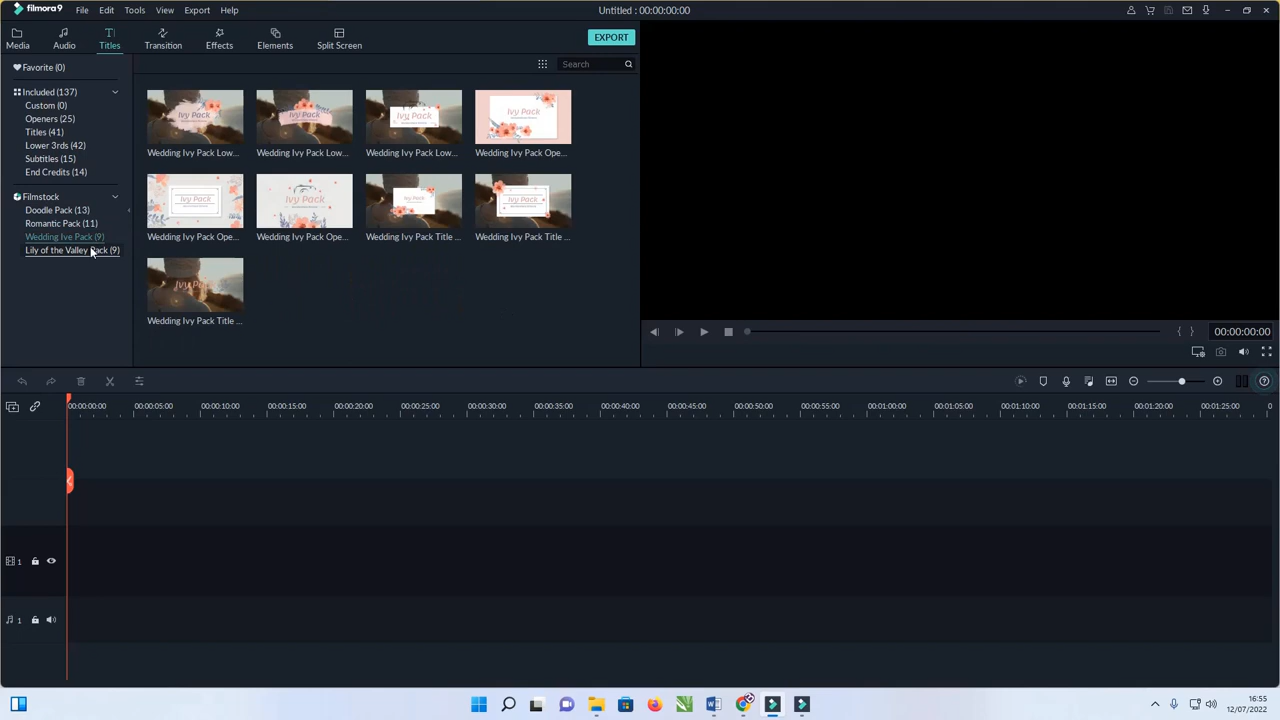 filmora9 File Edit Tools View Export Help Untitled : 00:00:00:00
Media Audio Titles Transition Effects Elements Split Screen EXPORT
Favorite (0)
Search
Included (137)
Custom (0)
Openers (25)
Titles (41)
Lower 3rds (42)
Subtitles (15)
End Credits (14)
Filmstock
Doodle Pack (13)
Romantic Pack (11)
Wedding Ive Pack (9)
Lily of the Valley Pack (9)
Ivy Pack Ivy Pack Ivy Pack Ivy Pack
Wedding Ivy Pack Low... Wedding Ivy Pack Low... Wedding Ivy Pack Low... Wedding Ivy Pack Ope...
Ivy Pack Ivy Pack Ivy Pack Ivy Pack
Wedding Ivy Pack Ope... Wedding Ivy Pack Ope... Wedding Ivy Pack Title ... Wedding Ivy Pack Title ...
Ivy Pack
Wedding Ivy Pack Title ...
{ } 00:00:00:00
00:00:00:00 00:00:05:00 00:00:10:00 00:00:15:00 00:00:20:00 00:00:25:00 00:00:30:00 00:00:35:00 00:00:40:00 00:00:45:00 00:00:50:00 00:00:55:00 00:01:00:00 00:01:05:00 00:01:10:00 00:01:15:00 00:01:20:00 00:01:25:00 0
1
1
16:55
12/07/2022